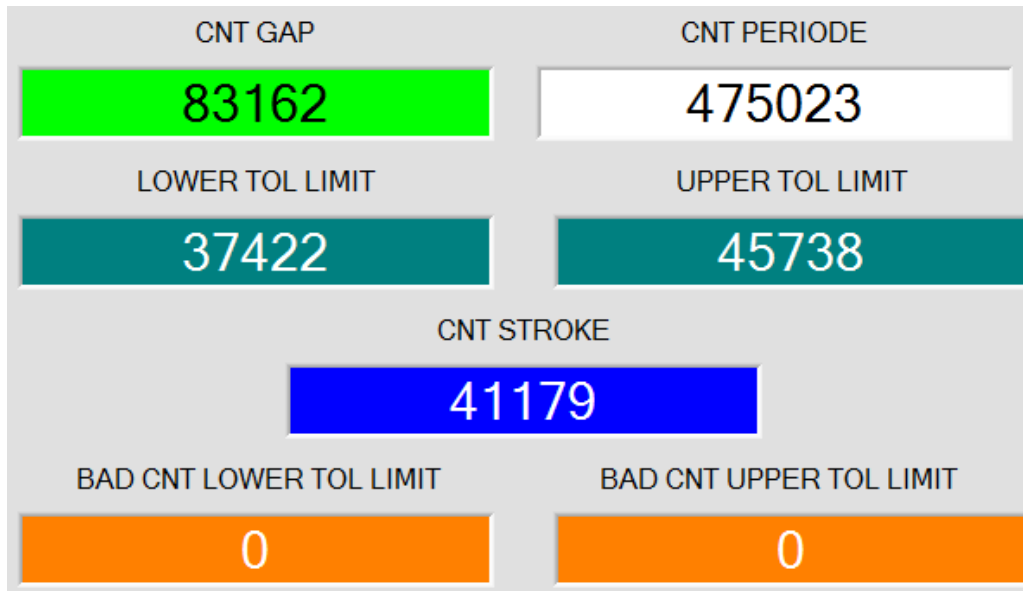 CNT GAP CNT PERIODE
83162 475023
LOWER TOL LIMIT UPPER TOL LIMIT
37422 45738
CNT STROKE
41179
BAD CNT LOWER TOL LIMIT BAD CNT UPPER TOL LIMIT
0 0